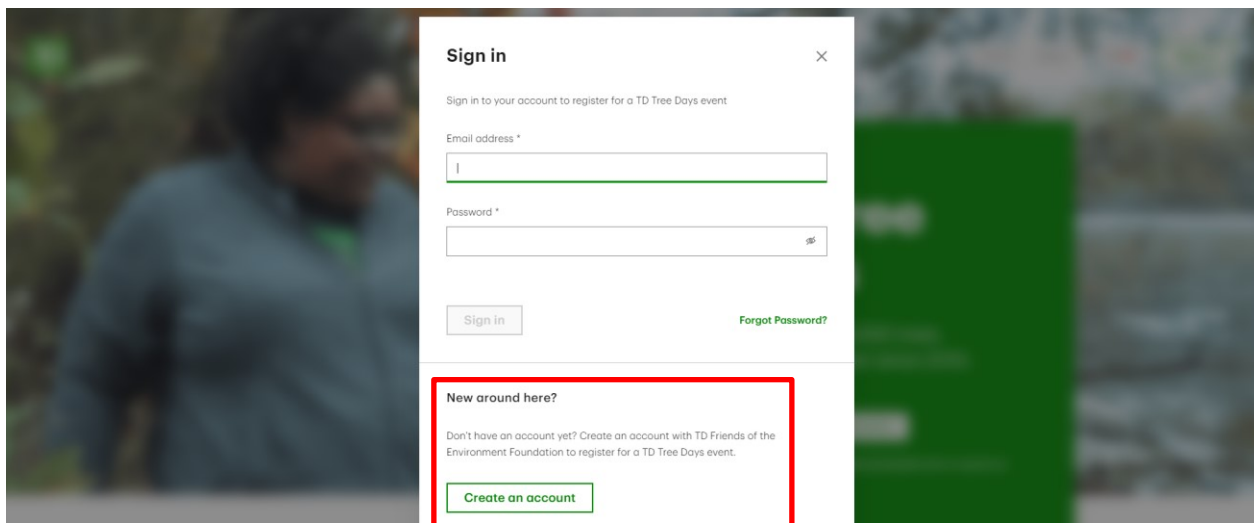 Sign in
Sign in to your account to register for a TD Tree Days event
Email address *
Password *
Sign in
Forgot Password?
New around here?
Don't have an account yet? Create an account with TD Friends of the
Environment Foundation to register for a TD Tree Days event.
Create an account